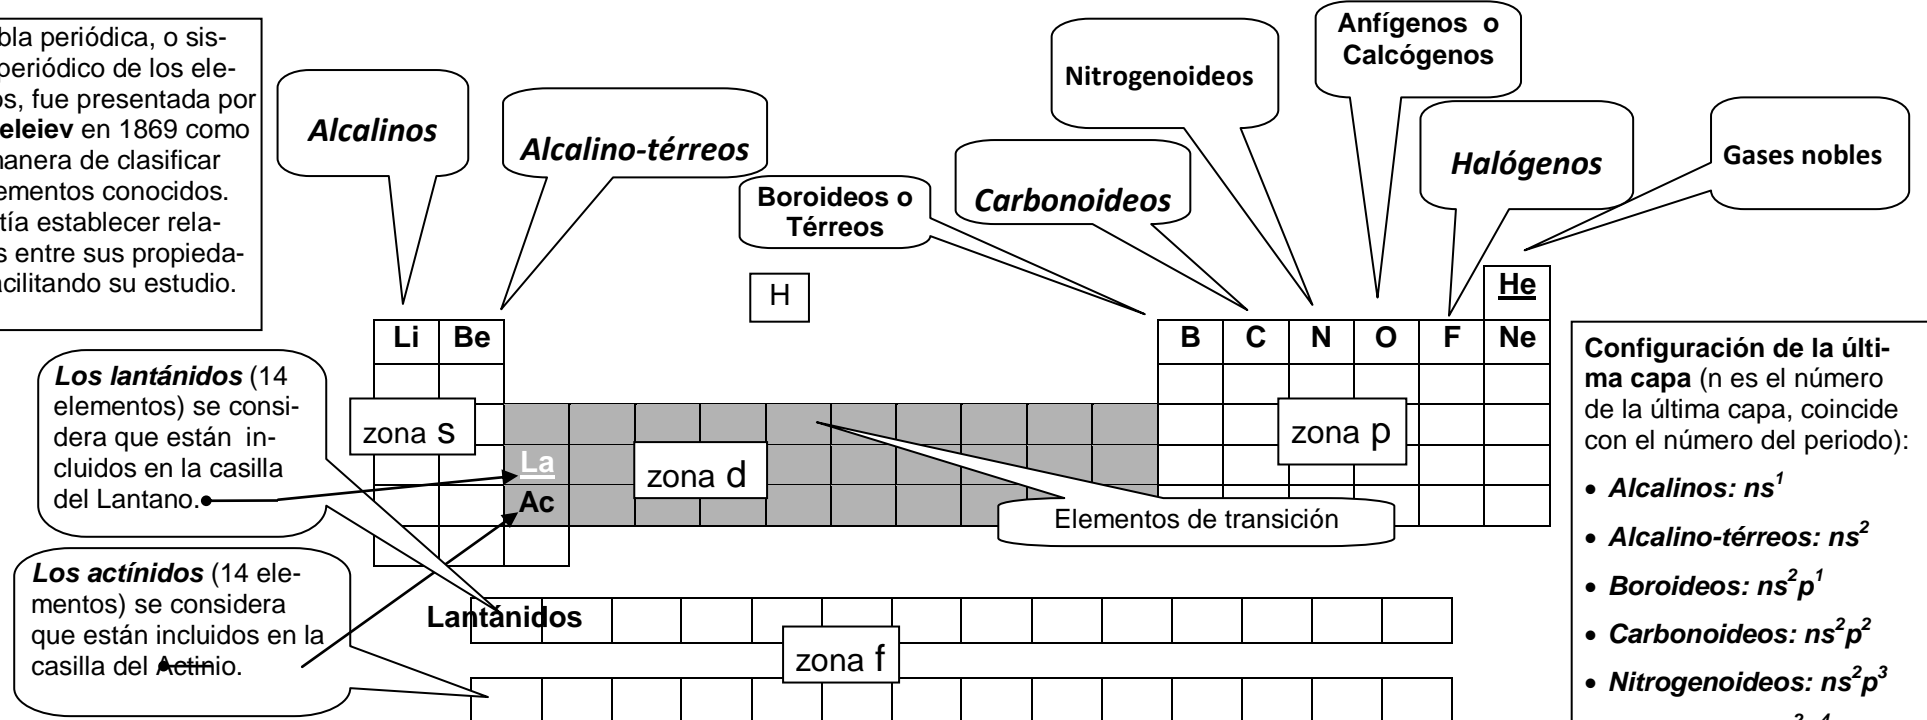 bla periódica, o sis-
periódico de los ele-
os, fue presentada por
eleiev en 1869 como
manera de clasificar
ementos conocidos.
tía establecer rela-
s entre sus propieda-
acilitando su estudio.
Alcalinos
Alcalino-térreos
Boroideos o
Térreos
Carbonoideos
Nitrogenoideos
Anfígenos o
Calcógenos
Halógenos
Gases nobles
H
He
Li Be
B C N O F Ne
zona s
zona d
zona p
La
Ac
Elementos de transición
Los lantánidos (14
elementos) se consi-
dera que están in-
cluidos en la casilla
del Lantano.
Los actínidos (14 ele-
mentos) se considera
que están incluidos en la
casilla del Actinio.
Lantánidos
zona f
Configuración de la últi-
ma capa (n es el número
de la última capa, coincide
con el número del periodo):
• Alcalinos: ns¹
• Alcalino-térreos: ns²
• Boroideos: ns²p¹
• Carbonoideos: ns²p²
• Nitrogenoideos: ns²p³